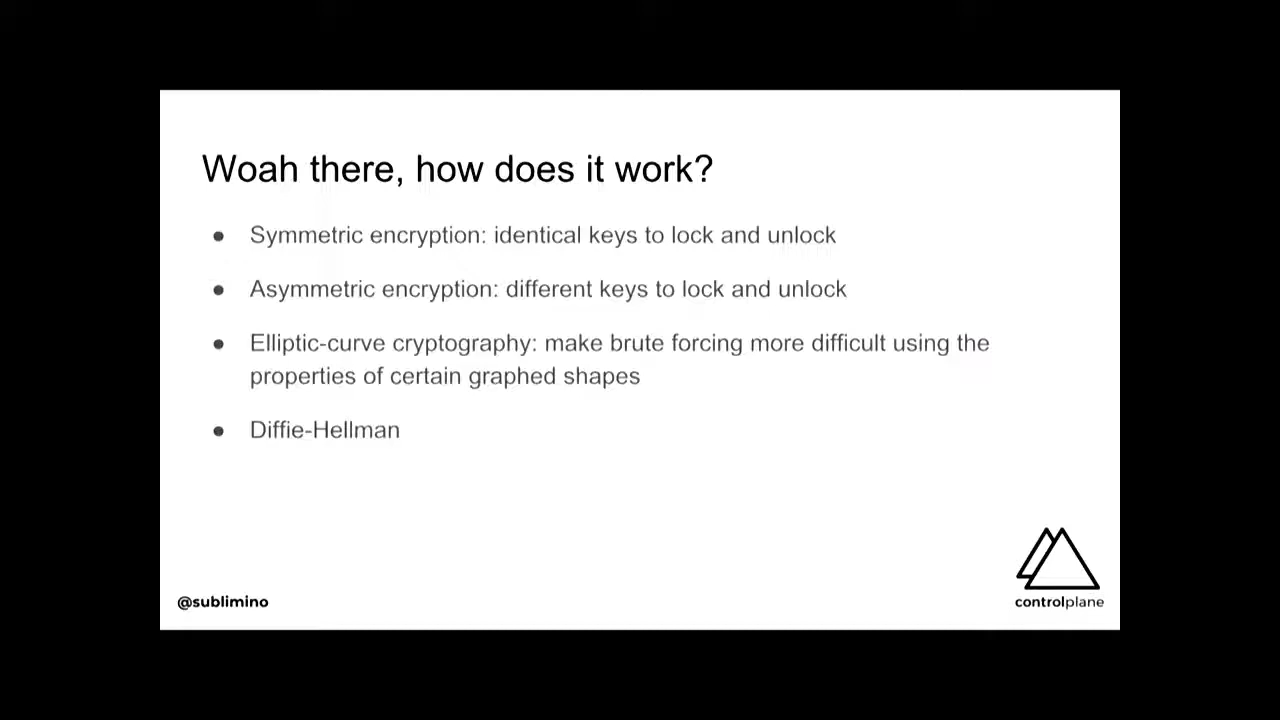 Woah there, how does it work?
● Symmetric encryption: identical keys to lock and unlock
● Asymmetric encryption: different keys to lock and unlock
● Elliptic-curve cryptography: make brute forcing more difficult using the
properties of certain graphed shapes
● Diffie-Hellman
@sublimino
controlplane